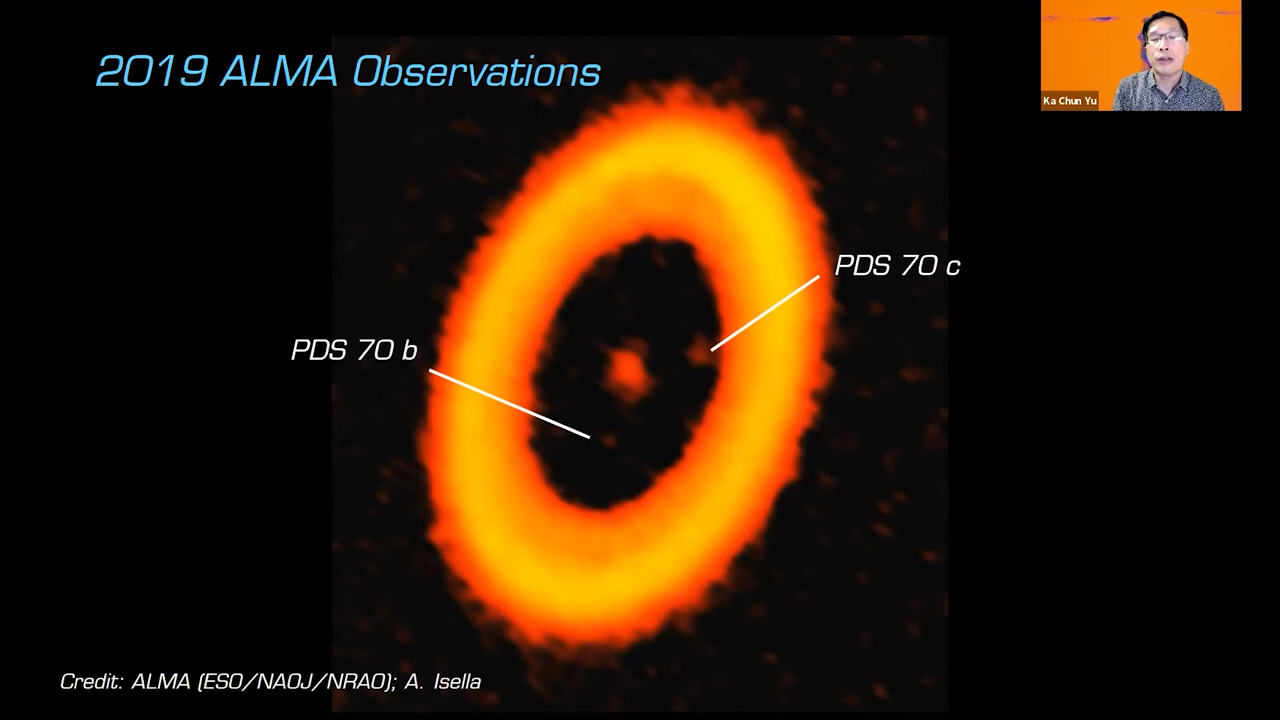 2019 ALMA Observations
Ka Chun Yu
PDS 70 c
PDS 70 b
Credit: ALMA (ESO/NAOJ/NRAO); A. Isella